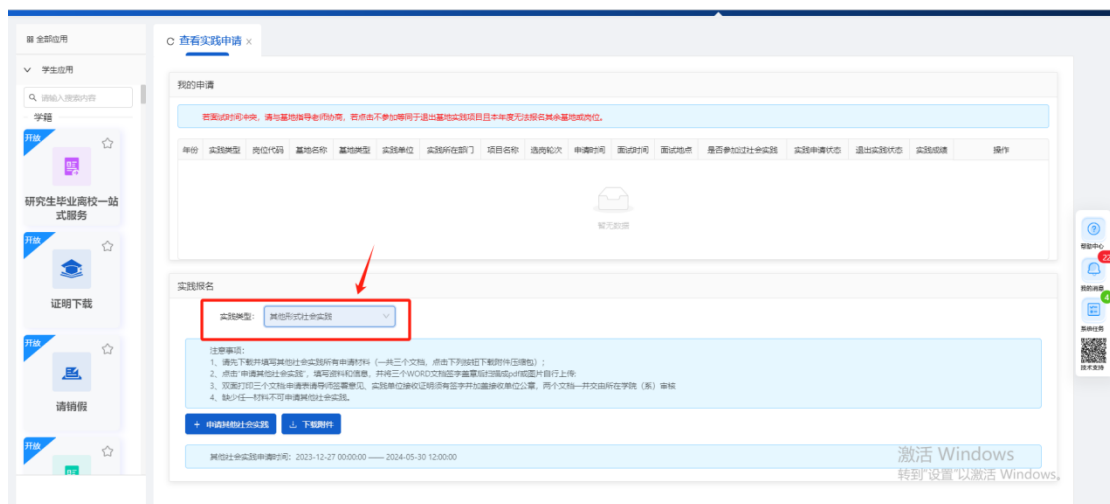 全部应用
查看实践申请 ×
学生应用
请输入搜索内容
学籍
开放
研究生毕业离校一站式服务
开放
证明下载
开放
请销假
开放
我的申请
若面试时间冲突，请与基地指导老师协商，若点击不参加等同于退出基地实践项目且本年度无法报名其余基地或岗位。
年份 实践类型 岗位代码 基地名称 基地类型 实践单位 实践所在部门 项目名称 选岗轮次 申请时间 面试时间 面试地点 是否参加过社会实践 实践申请状态 退出实践状态 实践成绩 操作
暂无数据
实践报名
实践类型： 其他形式社会实践
注意事项：
1、请先下载并填写其他社会实践所有申请材料（一共三个文档，点击下列按钮下载附件压缩包）；
2、点击"申请其他社会实践"，填写资料和信息，并将三个WORD文档签字盖章后扫描成pdf或图片自行上传;
3、双面打印三个文档:申请表请导师签署意见，实践单位接收证明须有签字并加盖接收单位公章，两个文档一并交由所在学院（系）审核
4、缺少任一材料不可申请其他社会实践。
+ 申请其他社会实践 下载附件
其他社会实践申请时间：2023-12-27 00:00:00 —— 2024-05-30 12:00:00
帮助中心
22
我的消息
4
系统任务
技术支持
激活 Windows
转到"设置"以激活 Windows。